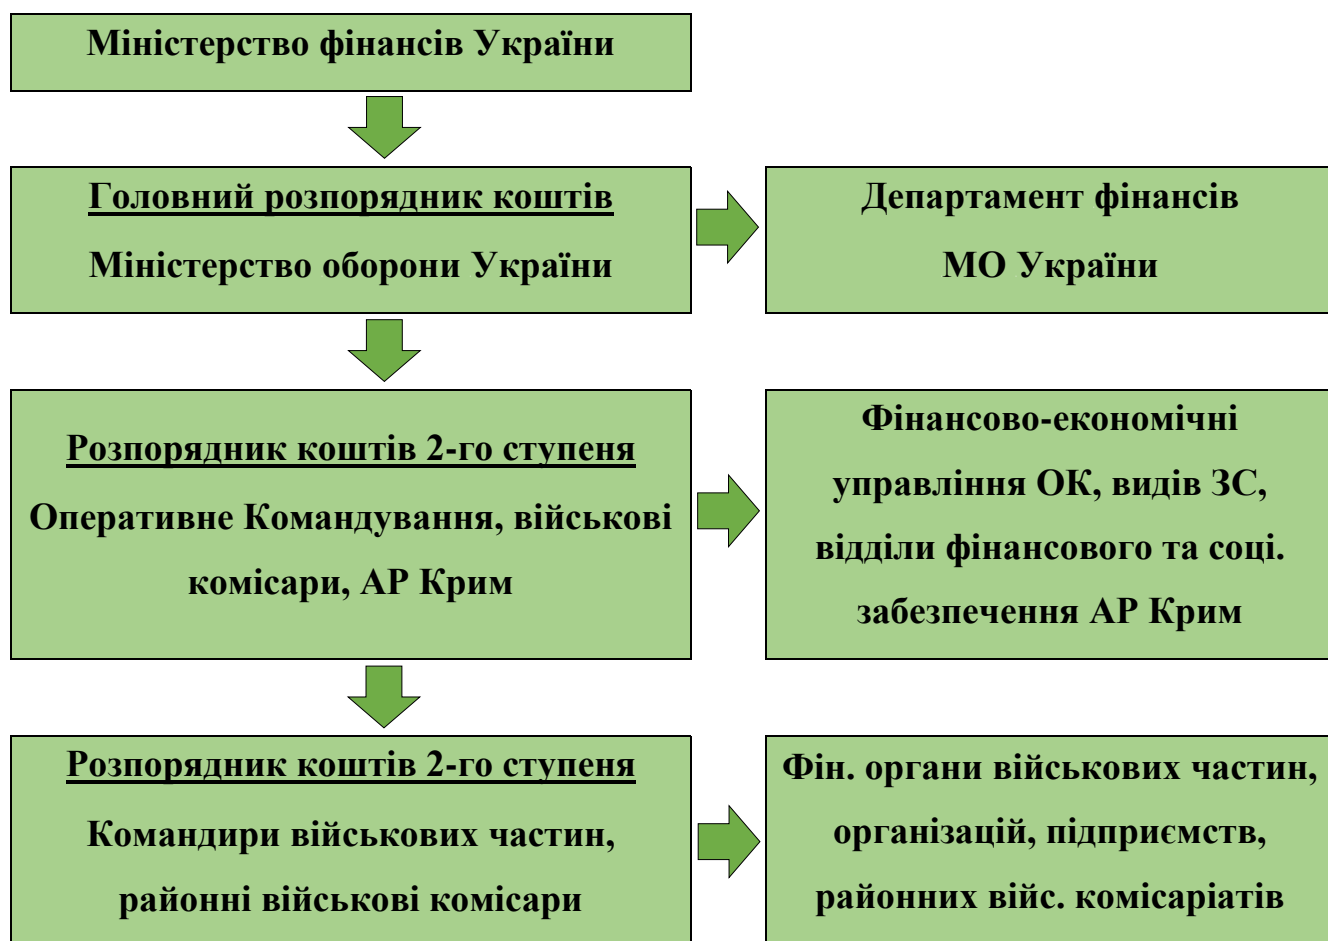 Міністерство фінансів України
Головний розпорядник коштів
Міністерство оборони України
Департамент фінансів
МО України
Розпорядник коштів 2-го ступеня
Оперативне Командування, військові
комісари, АР Крим
Фінансово-економічні
управління ОК, видів ЗС,
відділи фінансового та соці.
забезпечення АР Крим
Розпорядник коштів 2-го ступеня
Командири військових частин,
районні військові комісари
Фін. органи військових частин,
організацій, підприємств,
районних війс. комісаріатів